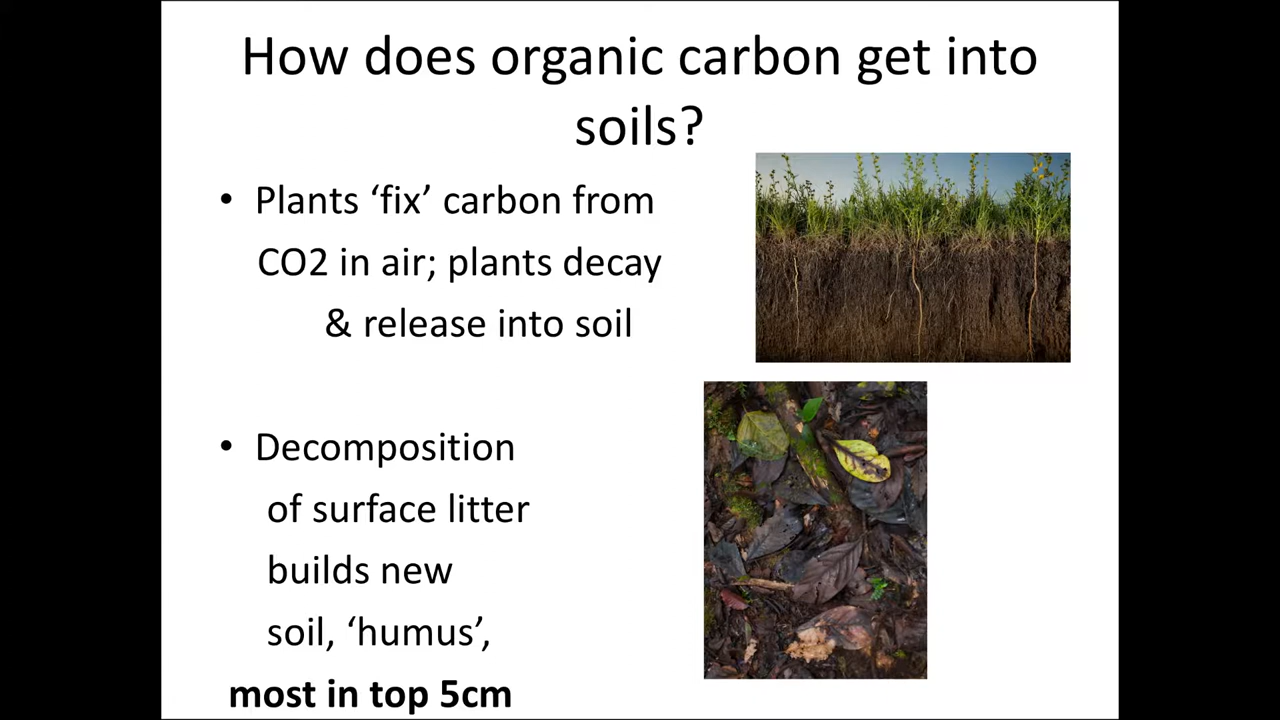 How does organic carbon get into
soils?
• Plants ‘fix’ carbon from
CO2 in air; plants decay
& release into soil
• Decomposition
of surface litter
builds new
soil, ‘humus’,
most in top 5cm